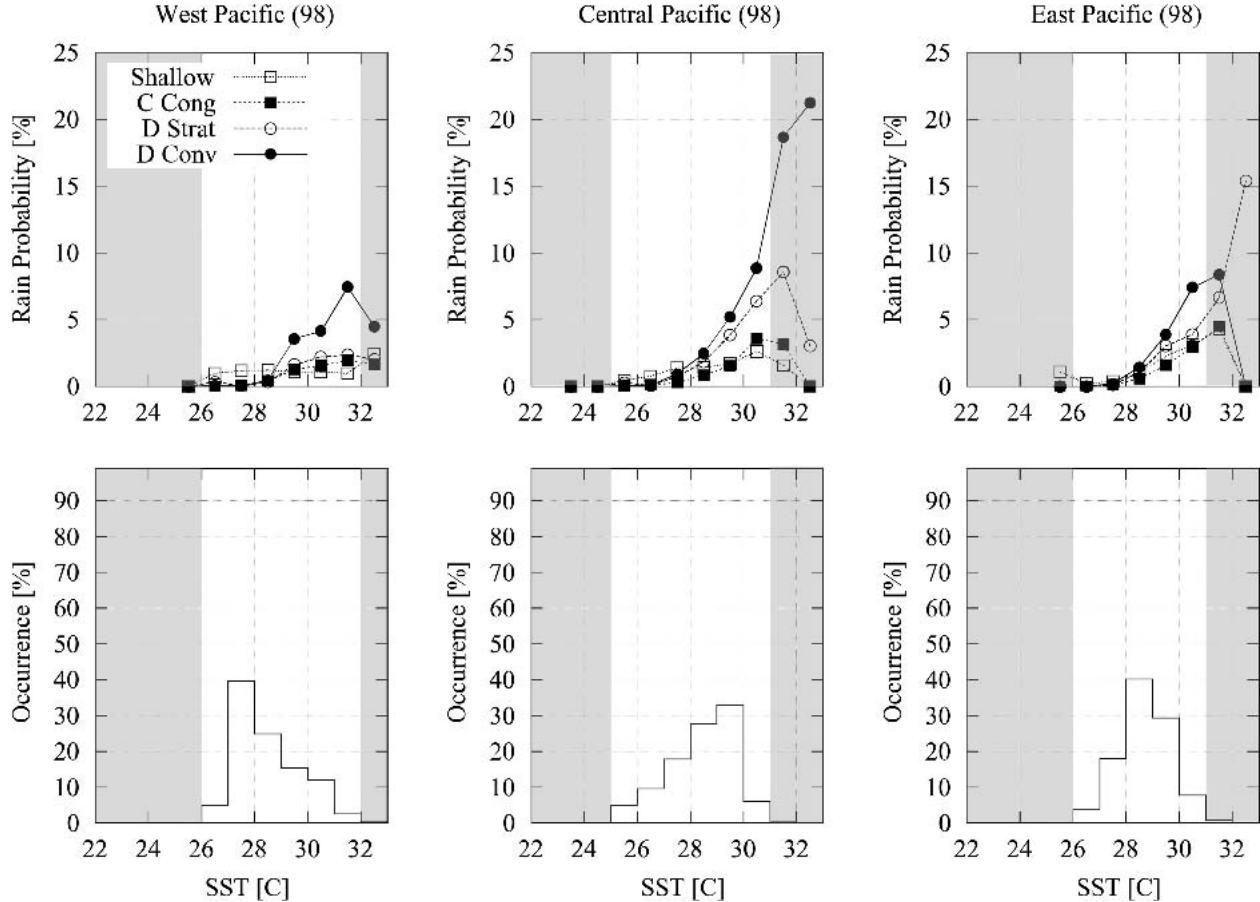 West Pacific (98)
Central Pacific (98)
East Pacific (98)
Rain Probability [%]
25
20
15
10
5
0
Shallow
C Cong
D Strat
D Conv
22 24 26 28 30 32
Rain Probability [%]
25
20
15
10
5
0
22 24 26 28 30 32
Rain Probability [%]
25
20
15
10
5
0
22 24 26 28 30 32
Occurrence [%]
90
80
70
60
50
40
30
20
10
0
22 24 26 28 30 32
SST [C]
Occurrence [%]
90
80
70
60
50
40
30
20
10
0
22 24 26 28 30 32
SST [C]
Occurrence [%]
90
80
70
60
50
40
30
20
10
0
22 24 26 28 30 32
SST [C]